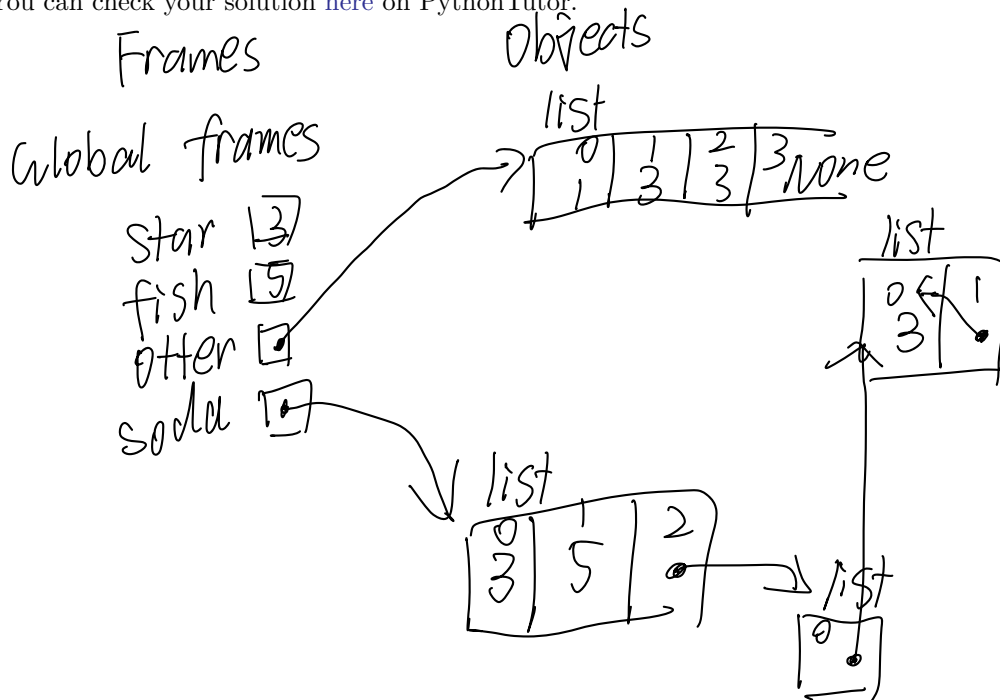 You can check your solution here on PythonTutor.
Frames
Objects
Global frames
list
0 1 2 3
1 3 3 None
star 3
fish 5
otter
soda
list
0 1
3
list
0 1 2
3 5
list
0